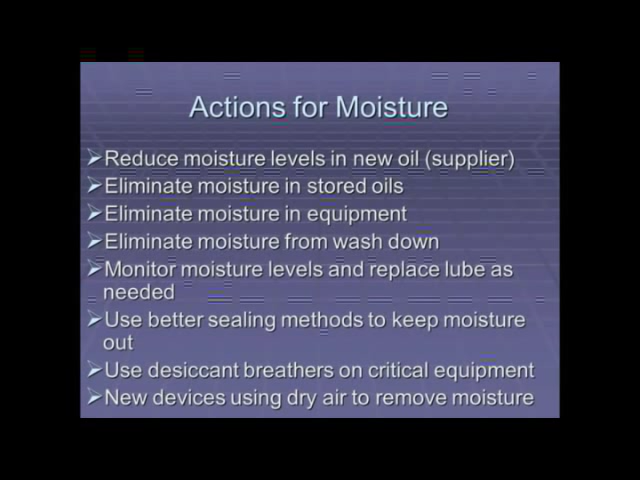 Actions for Moisture
Reduce moisture levels in new oil (supplier)
Eliminate moisture in stored oils
Eliminate moisture in equipment
Eliminate moisture from wash down
Monitor moisture levels and replace lube as
needed
Use better sealing methods to keep moisture
out
Use desiccant breathers on critical equipment
New devices using dry air to remove moisture